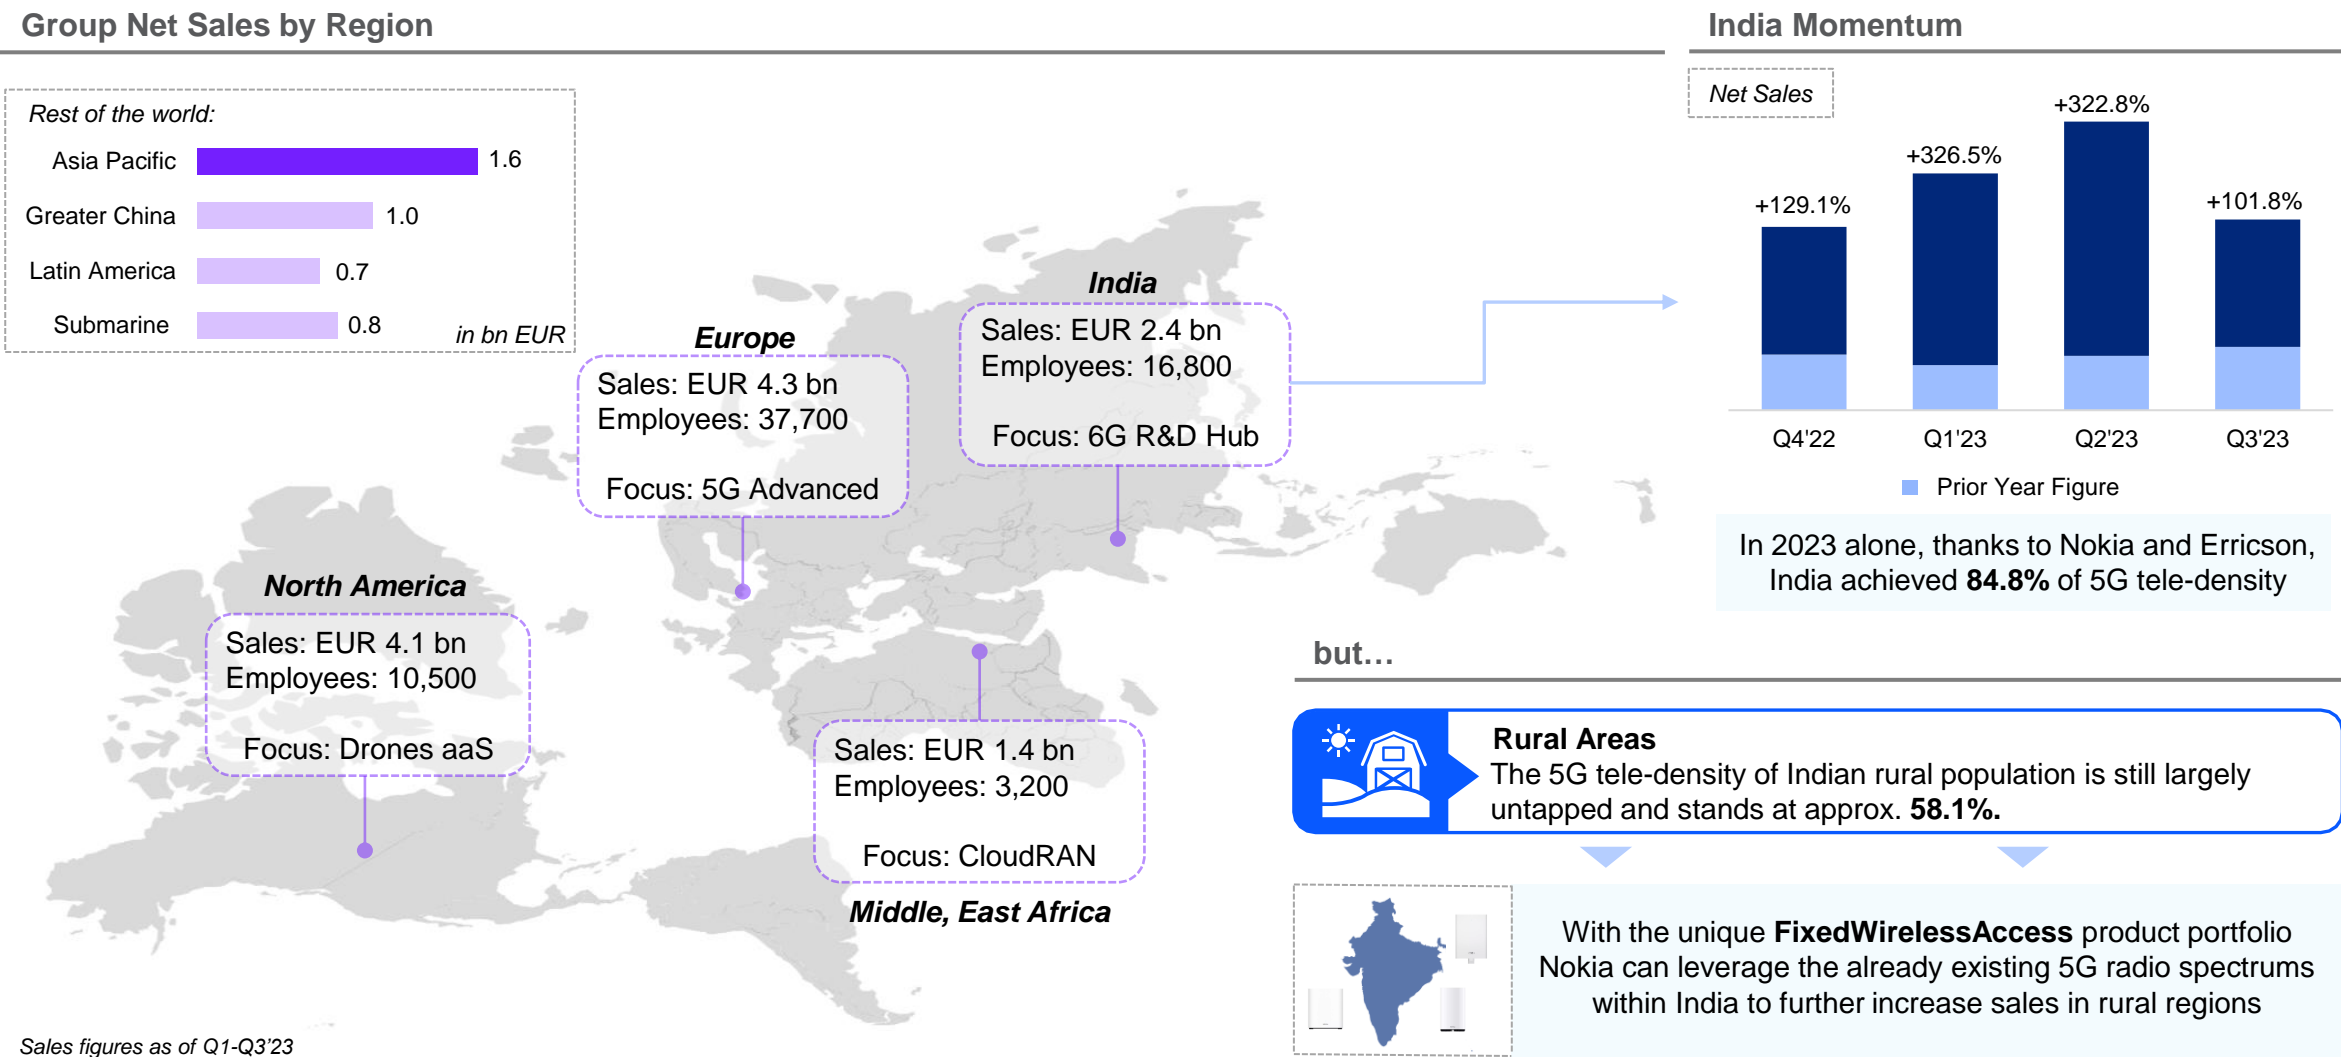 Group Net Sales by Region
Rest of the world:
Asia Pacific 1.6
Greater China 1.0
Latin America 0.7
Submarine 0.8
in bn EUR
North America
Sales: EUR 4.1 bn
Employees: 10,500
Focus: Drones aaS
Europe
Sales: EUR 4.3 bn
Employees: 37,700
Focus: 5G Advanced
India
Sales: EUR 2.4 bn
Employees: 16,800
Focus: 6G R&D Hub
Sales: EUR 1.4 bn
Employees: 3,200
Focus: CloudRAN
Middle, East Africa
Sales figures as of Q1-Q3'23
India Momentum
Net Sales
+129.1%
+326.5%
+322.8%
+101.8%
Q4'22 Q1'23 Q2'23 Q3'23
Prior Year Figure
In 2023 alone, thanks to Nokia and Erricson,
India achieved 84.8% of 5G tele-density
but…
Rural Areas
The 5G tele-density of Indian rural population is still largely
untapped and stands at approx. 58.1%.
With the unique FixedWirelessAccess product portfolio
Nokia can leverage the already existing 5G radio spectrums
within India to further increase sales in rural regions